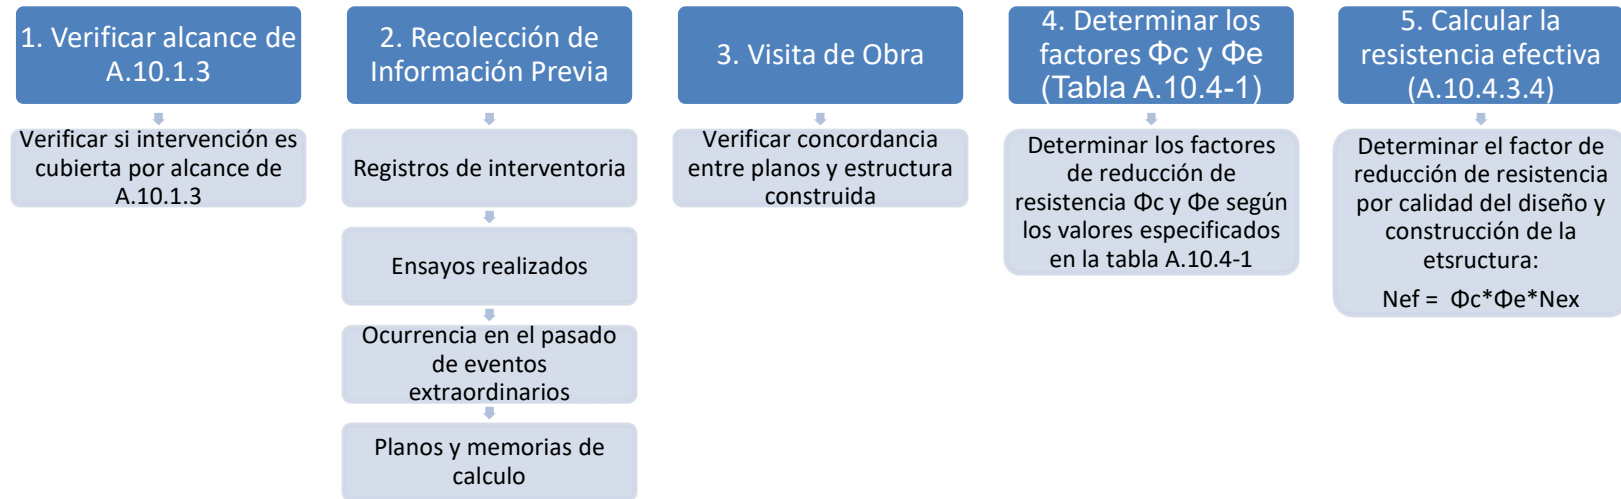 1. Verificar alcance de
A.10.1.3
Verificar si intervención es
cubierta por alcance de
A.10.1.3
2. Recolección de
Información Previa
Registros de interventoria
Ensayos realizados
Ocurrencia en el pasado
de eventos
extraordinarios
Planos y memorias de
calculo
3. Visita de Obra
Verificar concordancia
entre planos y estructura
construida
4. Determinar los
factores Φc y Φe
(Tabla A.10.4-1)
Determinar los factores
de reducción de
resistencia Φc y Φe según
los valores especificados
en la tabla A.10.4-1
5. Calcular la
resistencia efectiva
(A.10.4.3.4)
Determinar el factor de
reducción de resistencia
por calidad del diseño y
construcción de la
etsructura:
Nef = Φc*Φe*Nex